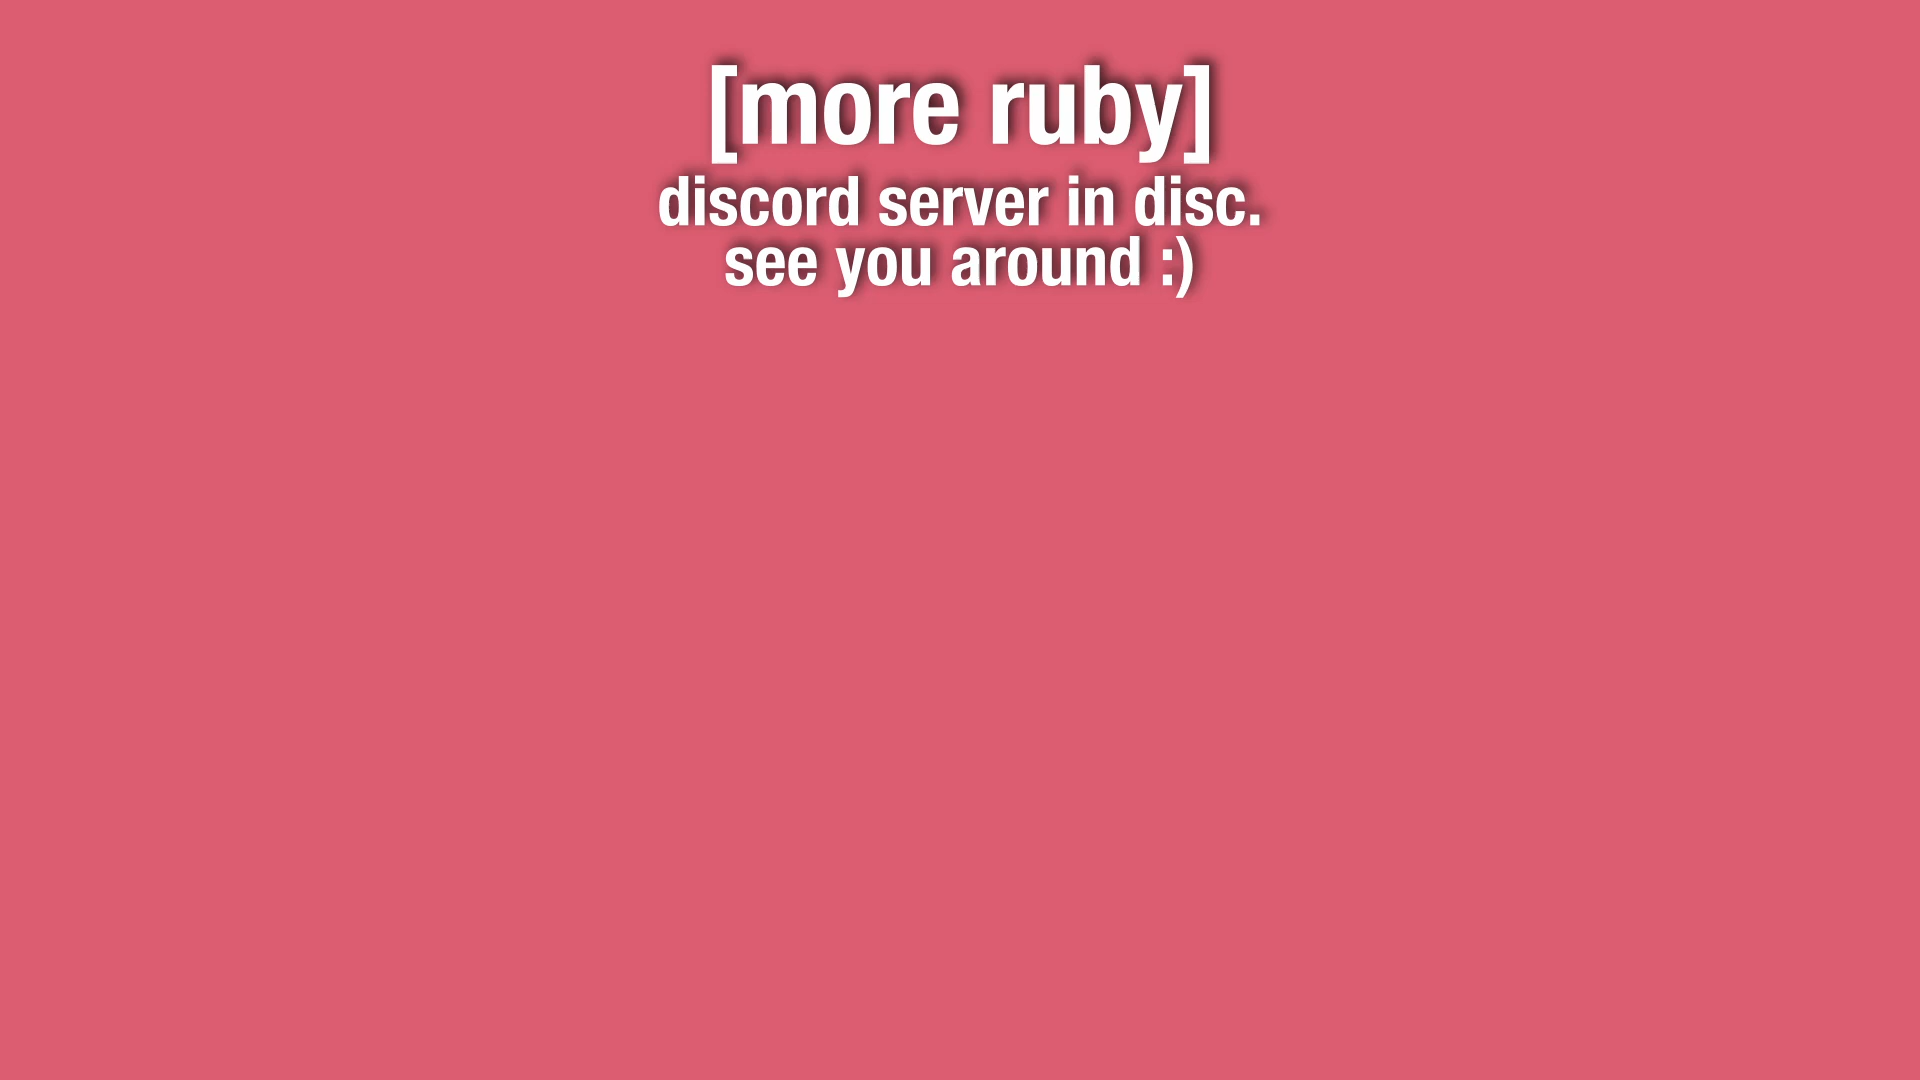 [more ruby]
discord server in disc.
see you around :)